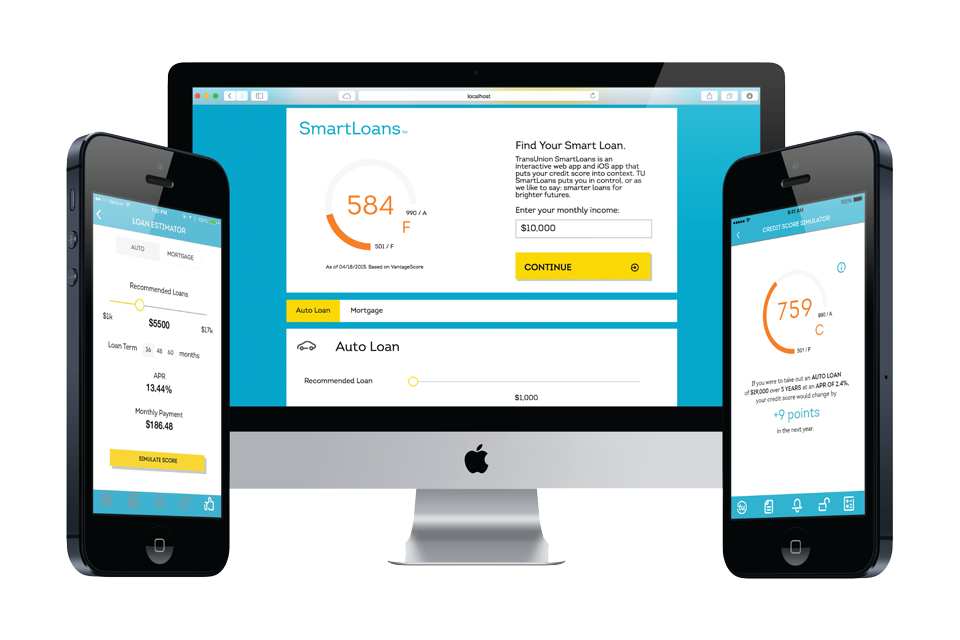 localhost
SmartLoans
584
990 / A
F
501 / F
As of 04/18/2015. Based on VantageScore
Find Your Smart Loan.
TransUnion SmartLoans is an
interactive web app and iOS app that
puts your credit score into context. TU
SmartLoans puts you in control, or as
we like to say: smarter loans for
brighter futures.
Enter your monthly income:
$10,000
CONTINUE
Auto Loan
Mortgage
Auto Loan
Recommended Loan
$1,000
LOAN ESTIMATOR
AUTO
MORTGAGE
Recommended Loans
$1k
$5500
$17k
Loan Term 36 48 60 months
APR
13.44%
Monthly Payment
$186.48
SIMULATE SCORE
9:41 AM
100%
CREDIT SCORE SIMULATOR
759
990 / A
C
501 / F
If you were to take out an AUTO LOAN
of $29,000 over 5 YEARS at an APR OF 2.4%,
your credit score would change by
+9 points
in the next year.